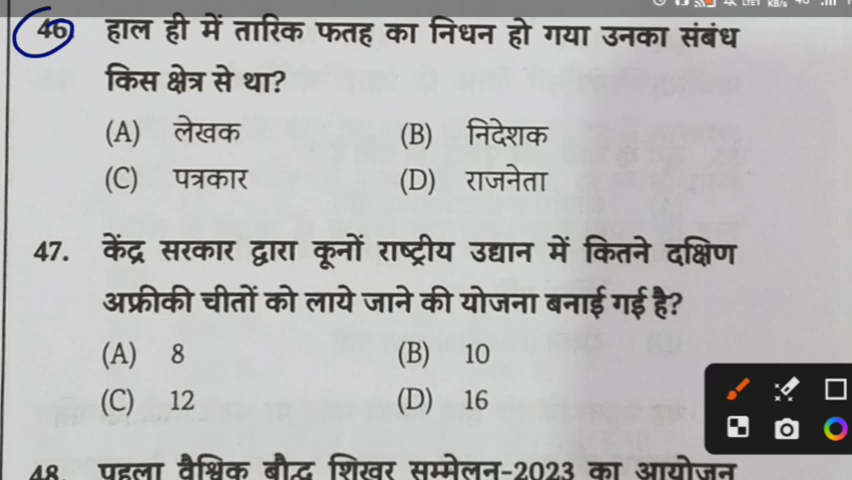 46 हाल ही में तारिक फतह का निधन हो गया उनका संबंध
किस क्षेत्र से था?
(A) लेखक (B) निदेशक
(C) पत्रकार (D) राजनेता
47. केंद्र सरकार द्वारा कूनों राष्ट्रीय उद्यान में कितने दक्षिण
अफ्रीकी चीतों को लाये जाने की योजना बनाई गई है?
(A) 8 (B) 10
(C) 12 (D) 16
48. पहला वैश्विक बौद्ध शिखर सम्मेलन-2023 का आयोजन